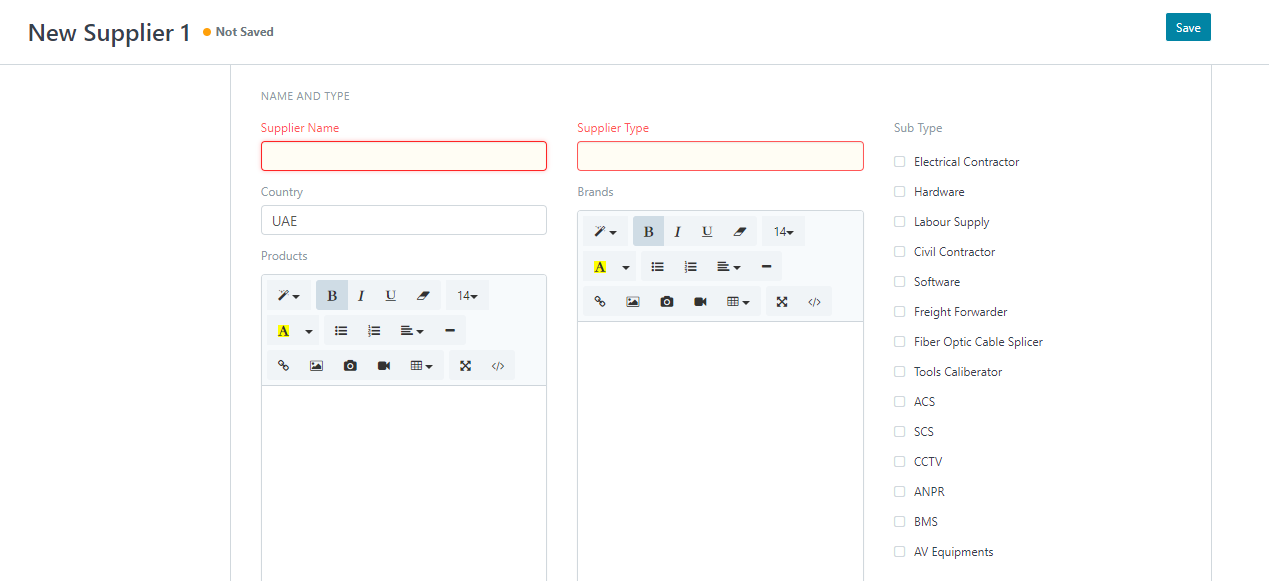 New Supplier 1 Not Saved Save
NAME AND TYPE
Supplier Name
Country
UAE
Products
B I U 14
A
</>
Supplier Type
Brands
B I U 14
A
</>
Sub Type
Electrical Contractor
Hardware
Labour Supply
Civil Contractor
Software
Freight Forwarder
Fiber Optic Cable Splicer
Tools Caliberator
ACS
SCS
CCTV
ANPR
BMS
AV Equipments